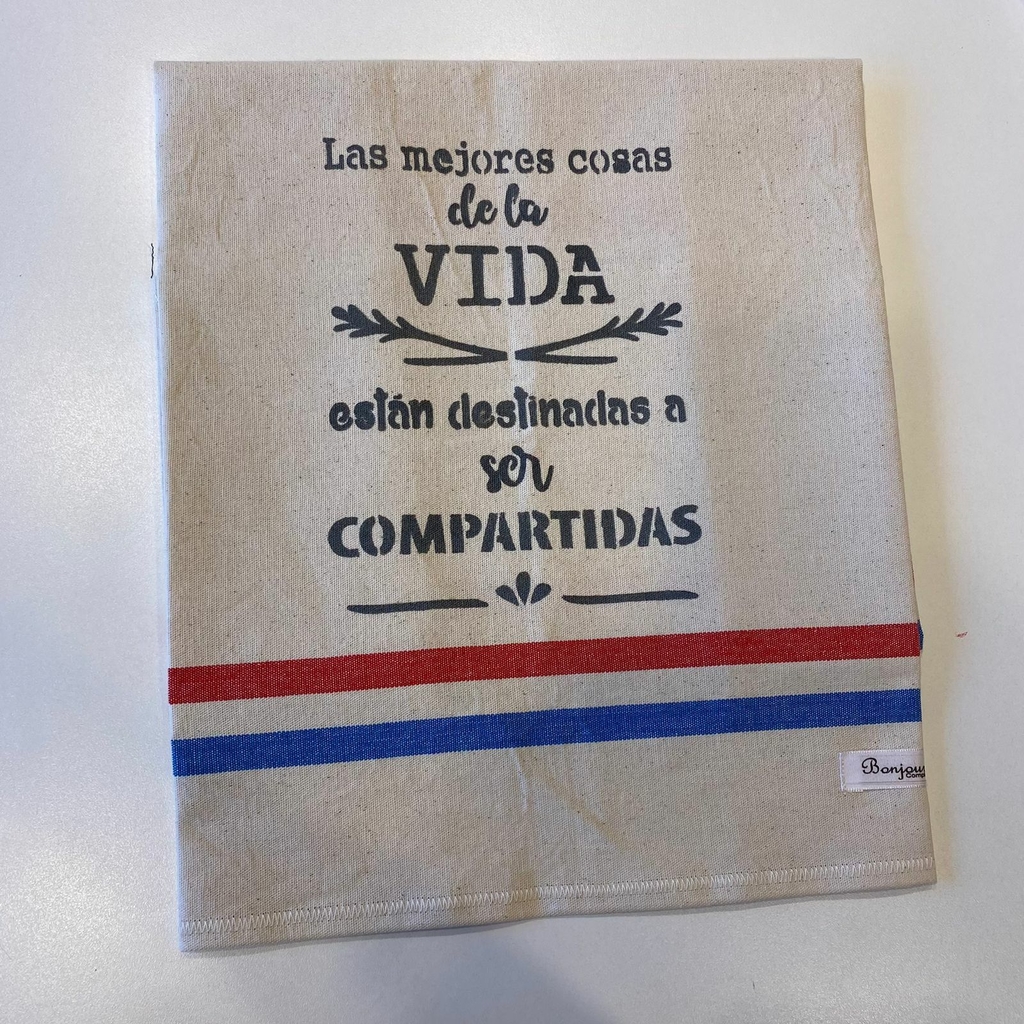 Las mejores cosas
de la
VIDA
están destinadas a
ser
COMPARTIDAS